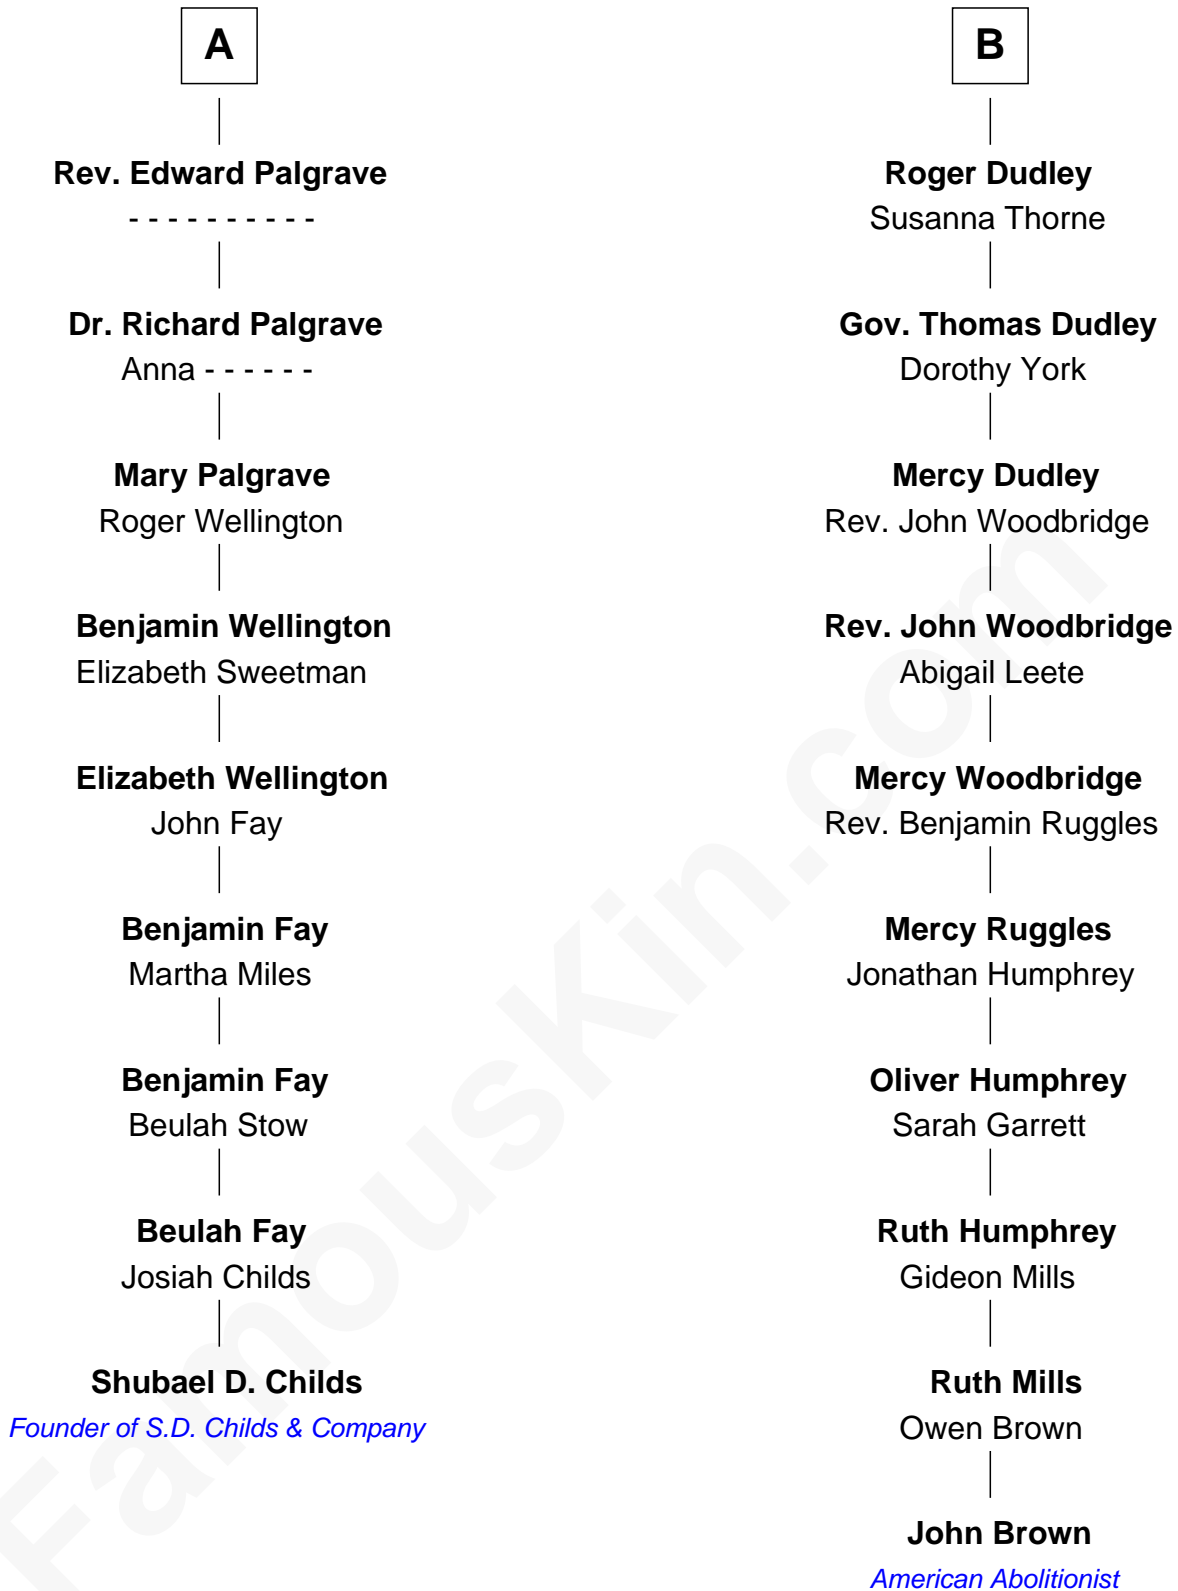 A
Rev. Edward Palgrave
- - - - - - - - - -
Dr. Richard Palgrave
Anna - - - - - -
Mary Palgrave
Roger Wellington
Benjamin Wellington
Elizabeth Sweetman
Elizabeth Wellington
John Fay
Benjamin Fay
Martha Miles
Benjamin Fay
Beulah Stow
Beulah Fay
Josiah Childs
Shubael D. Childs
Founder of S.D. Childs & Company
B
Roger Dudley
Susanna Thorne
Gov. Thomas Dudley
Dorothy York
Mercy Dudley
Rev. John Woodbridge
Rev. John Woodbridge
Abigail Leete
Mercy Woodbridge
Rev. Benjamin Ruggles
Mercy Ruggles
Jonathan Humphrey
Oliver Humphrey
Sarah Garrett
Ruth Humphrey
Gideon Mills
Ruth Mills
Owen Brown
John Brown
American Abolitionist
FamousKin.com